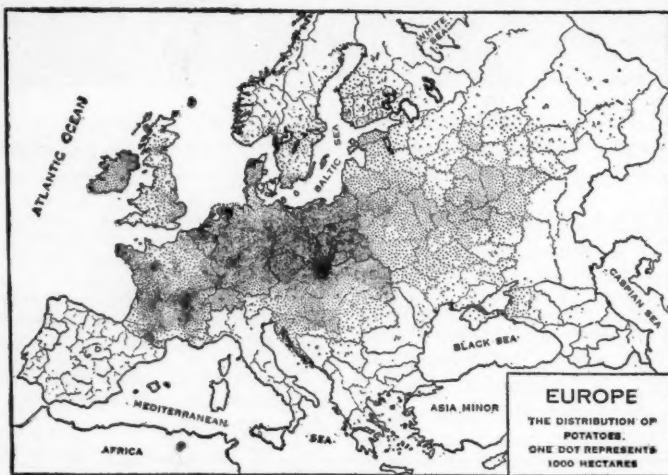 WHITE SEA
ATLANTIC OCEAN
BALTIC SEA
CASPIAN SEA
BLACK SEA
MEDITERRANEAN
SEA
ASIA MINOR
AFRICA
EUROPE
THE DISTRIBUTION OF
POTATOES.
ONE DOT REPRESENTS
1000 HECTARES